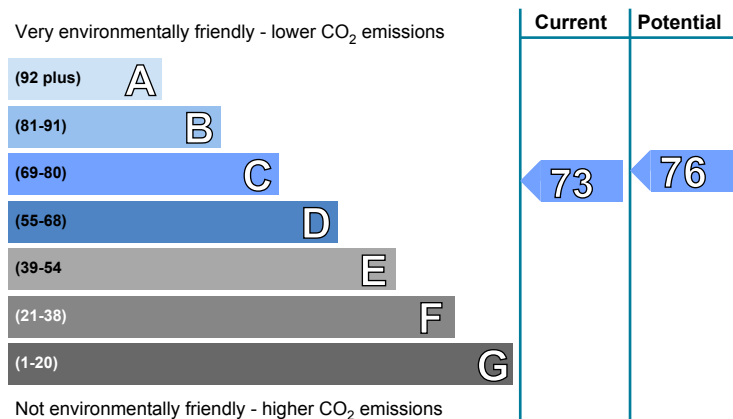 Very environmentally friendly - lower CO₂ emissions
Current
Potential
(92 plus) A
(81-91) B
(69-80) C
73
76
(55-68) D
(39-54 E
(21-38) F
(1-20) G
Not environmentally friendly - higher CO₂ emissions